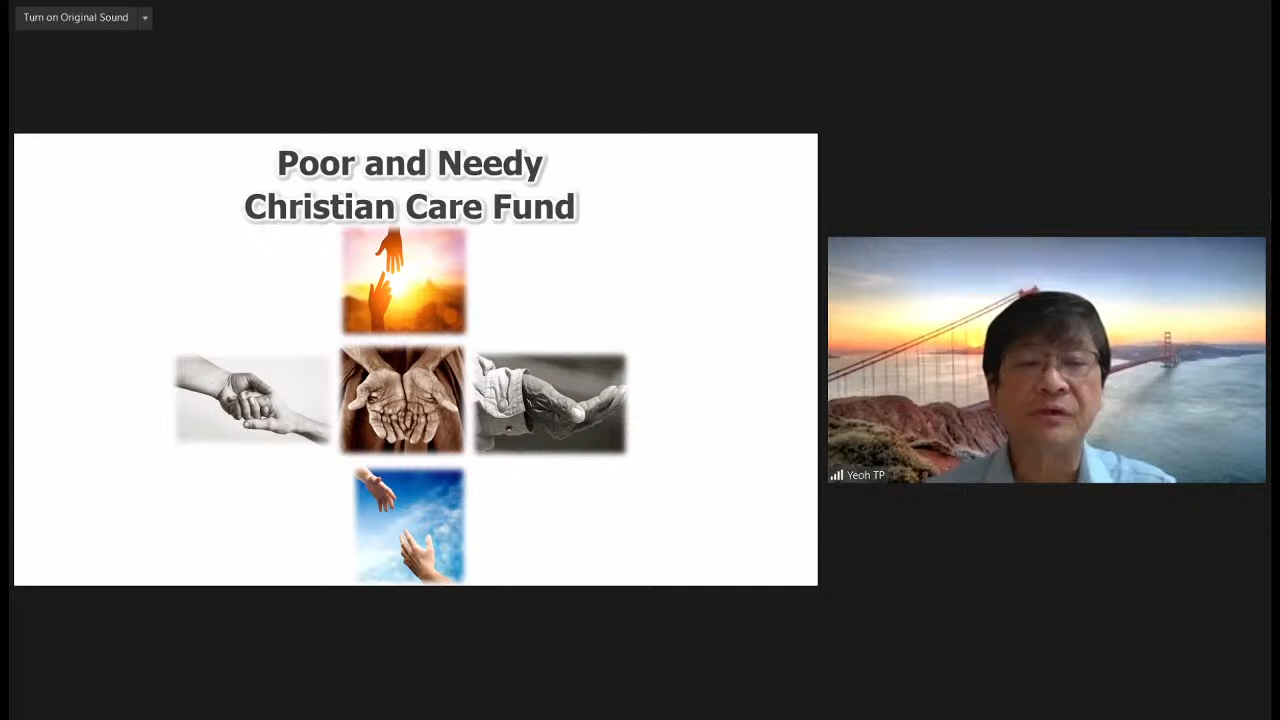 Turn on Original Sound
Poor and Needy
Christian Care Fund
Yeoh TP